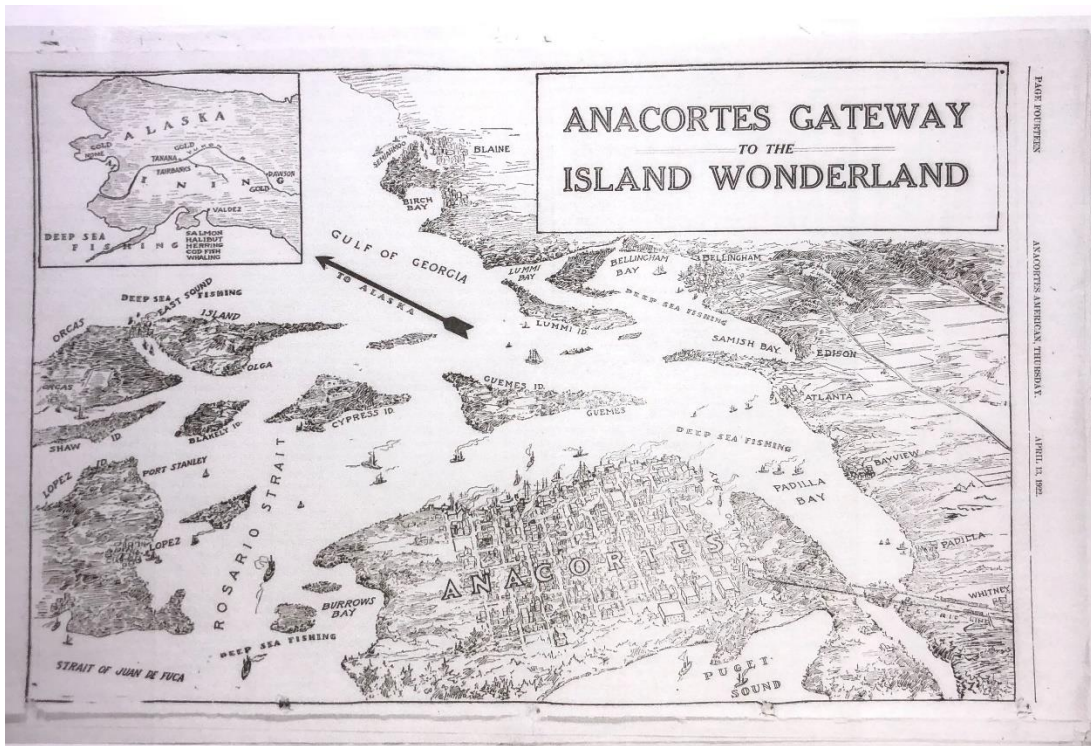 ANACORTES GATEWAY
TO THE
ISLAND WONDERLAND
PAGE FOURTEEN
ANACORTES AMERICAN, THURSDAY,
APRIL 13, 1922.
ALASKA
GOLD
NOME
GOLD
YUKON
TANANA
FAIRBANKS
DAWSON
MINING
GOLD
VALDEZ
DEEP SEA
FISHING
SALMON
HALIBUT
HERRING
COD FISH
WHALING
BLAINE
BIRCH
BAY
GULF OF GEORGIA
TO ALASKA
LUMMI
BAY
BELLINGHAM
BAY
BELLINGHAM
DEEP SEA FISHING
LUMMI ID.
SAMISH BAY
EDISON
DEEP SEA FISHING
EAST SOUND
ORCAS
ISLAND
OLGA
ORCAS
SHAW ID.
BLAKELY ID.
CYPRESS ID.
GUEMES ID.
GUEMES
ATLANTA
DEEP SEA FISHING
BAYVIEW
PADILLA
BAY
LOPEZ ID.
PORT STANLEY
LOPEZ
ROSARIO STRAIT
ANACORTES
PADILLA
WHITNEY
BURROWS
BAY
DEEP SEA FISHING
STRAIT OF JUAN DE FUCA
PUGET
SOUND